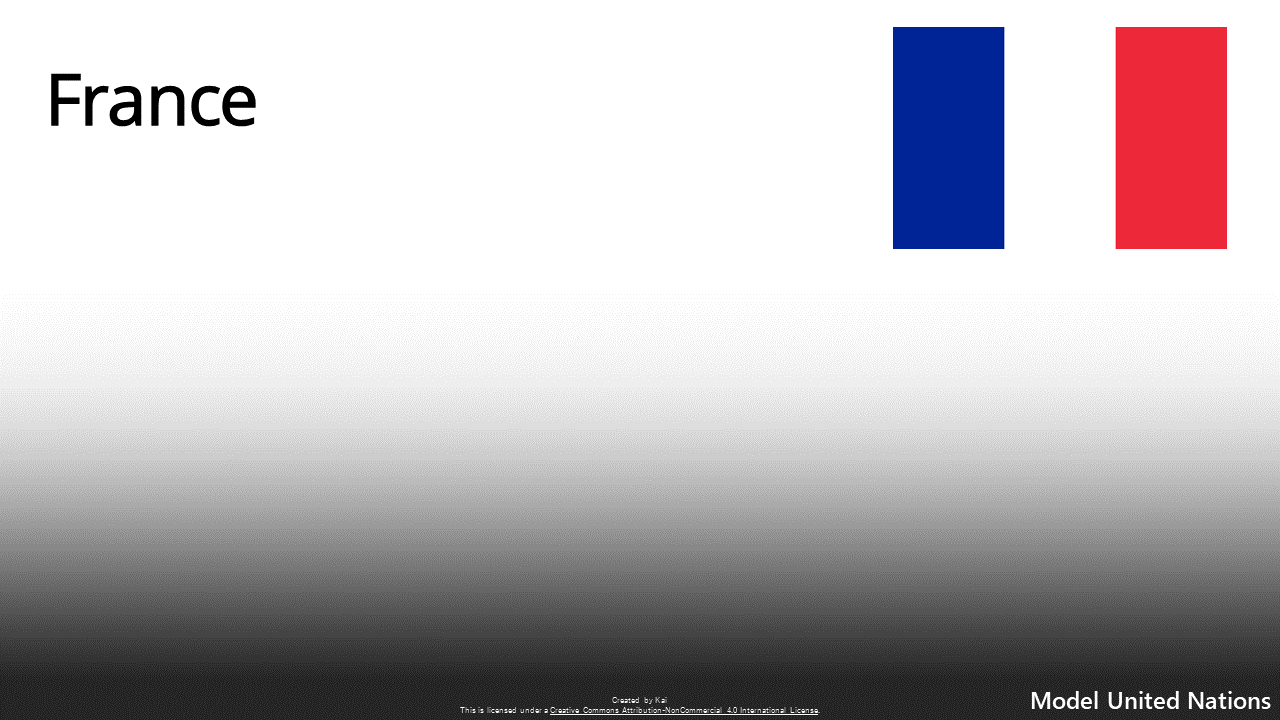 France
Created by Kai
This is licensed under a Creative Commons Attribution-NonCommercial 4.0 International License.
Model United Nations